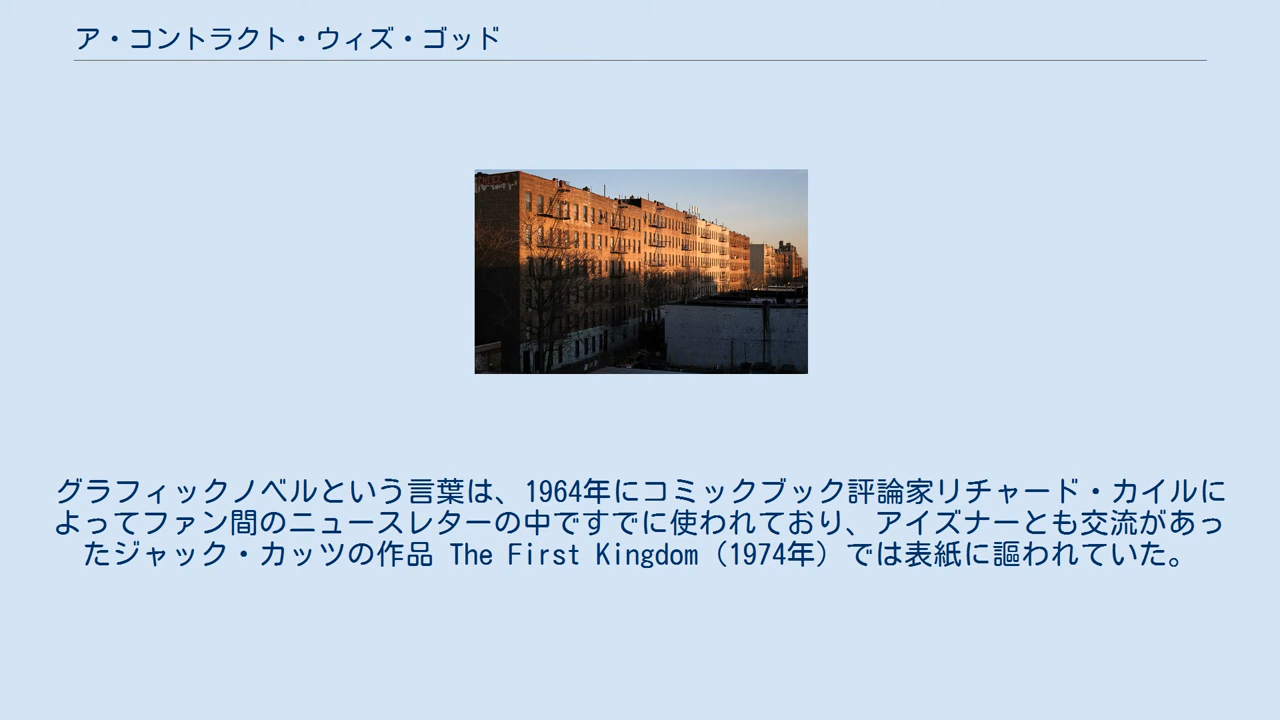 ア・コントラクト・ウィズ・ゴッド
グラフィックノベルという言葉は、1964年にコミックブック評論家リチャード・カイルに
よってファン間のニュースレターの中ですでに使われており、アイズナーとも交流があっ
たジャック・カッツの作品 The First Kingdom（1974年）では表紙に謳われていた。